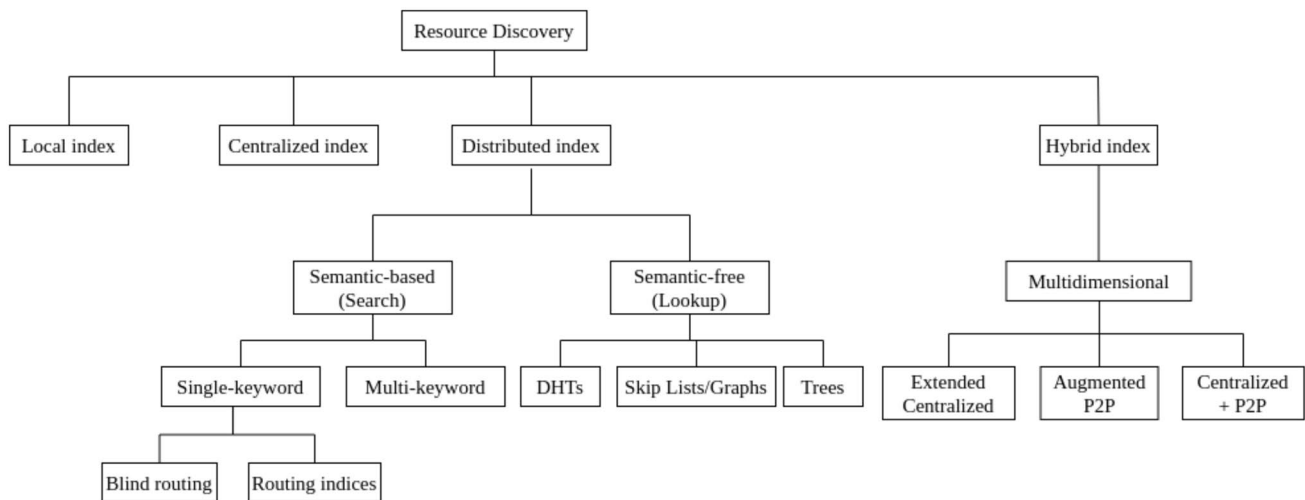 Resource Discovery
Local index
Centralized index
Distributed index
Hybrid index
Semantic-based
(Search)
Semantic-free
(Lookup)
Multidimensional
Single-keyword
Multi-keyword
DHTs
Skip Lists/Graphs
Trees
Extended
Centralized
Augmented
P2P
Centralized
+ P2P
Blind routing
Routing indices